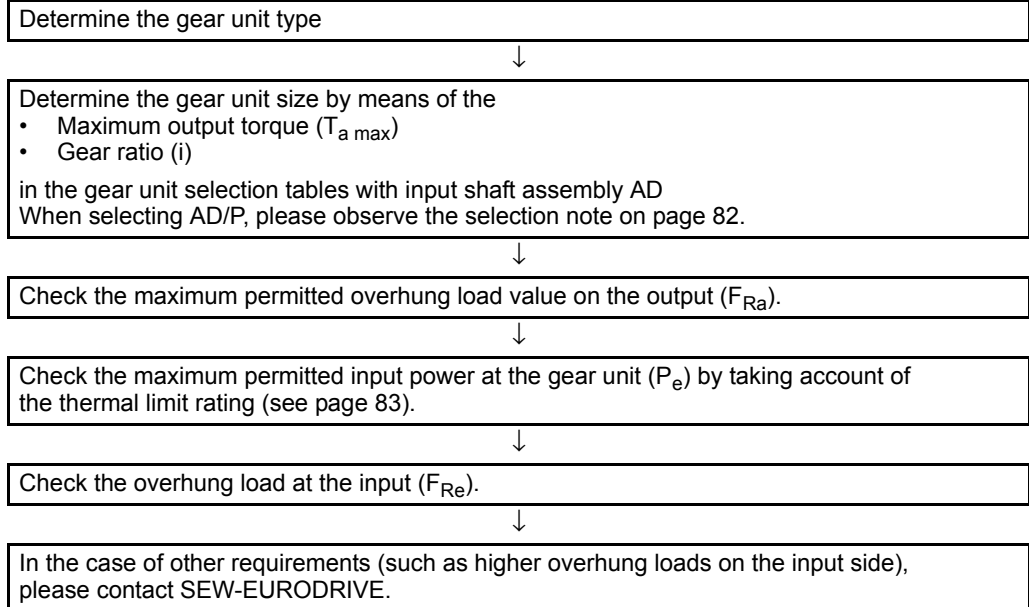 Determine the gear unit type
↓
Determine the gear unit size by means of the
• Maximum output torque (Ta max)
• Gear ratio (i)
in the gear unit selection tables with input shaft assembly AD
When selecting AD/P, please observe the selection note on page 82.
↓
Check the maximum permitted overhung load value on the output (FRa).
↓
Check the maximum permitted input power at the gear unit (Pe) by taking account of
the thermal limit rating (see page 83).
↓
Check the overhung load at the input (FRe).
↓
In the case of other requirements (such as higher overhung loads on the input side),
please contact SEW-EURODRIVE.